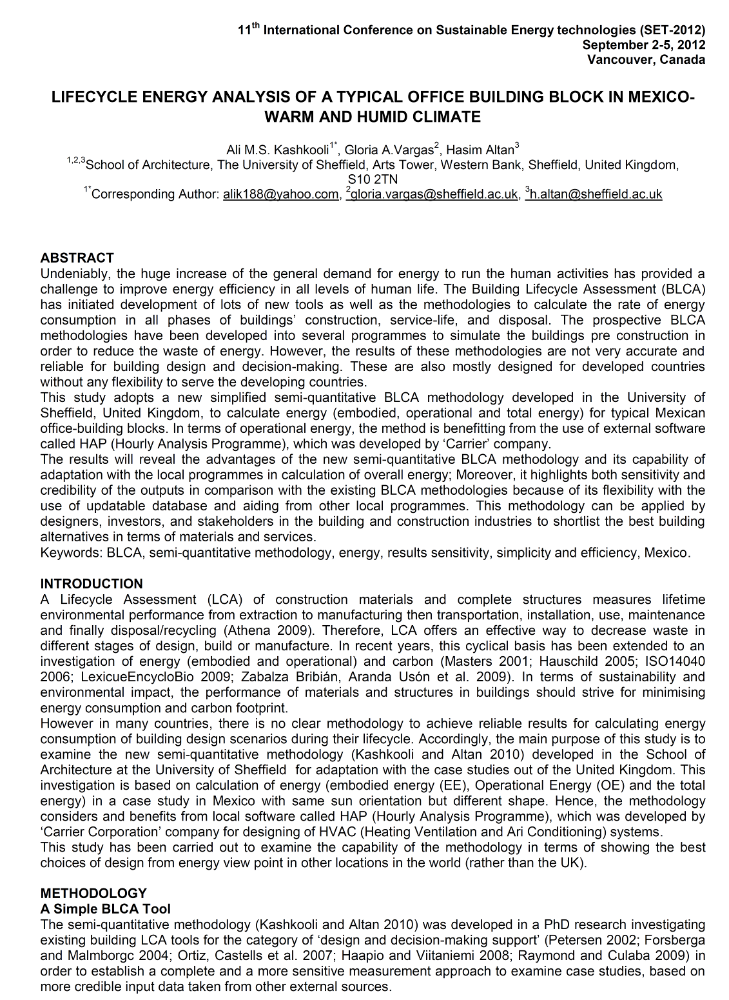 11th International Conference on Sustainable Energy technologies (SET-2012)
September 2-5, 2012
Vancouver, Canada
LIFECYCLE ENERGY ANALYSIS OF A TYPICAL OFFICE BUILDING BLOCK IN MEXICO-
WARM AND HUMID CLIMATE
Ali M.S. Kashkooli1*, Gloria A.Vargas2, Hasim Altan3
1,2,3School of Architecture, The University of Sheffield, Arts Tower, Western Bank, Sheffield, United Kingdom,
S10 2TN
1*Corresponding Author: alik188@yahoo.com, 2gloria.vargas@sheffield.ac.uk, 3h.altan@sheffield.ac.uk
ABSTRACT
Undeniably, the huge increase of the general demand for energy to run the human activities has provided a
challenge to improve energy efficiency in all levels of human life. The Building Lifecycle Assessment (BLCA)
has initiated development of lots of new tools as well as the methodologies to calculate the rate of energy
consumption in all phases of buildings’ construction, service-life, and disposal. The prospective BLCA
methodologies have been developed into several programmes to simulate the buildings pre construction in
order to reduce the waste of energy. However, the results of these methodologies are not very accurate and
reliable for building design and decision-making. These are also mostly designed for developed countries
without any flexibility to serve the developing countries.
This study adopts a new simplified semi-quantitative BLCA methodology developed in the University of
Sheffield, United Kingdom, to calculate energy (embodied, operational and total energy) for typical Mexican
office-building blocks. In terms of operational energy, the method is benefitting from the use of external software
called HAP (Hourly Analysis Programme), which was developed by ‘Carrier’ company.
The results will reveal the advantages of the new semi-quantitative BLCA methodology and its capability of
adaptation with the local programmes in calculation of overall energy; Moreover, it highlights both sensitivity and
credibility of the outputs in comparison with the existing BLCA methodologies because of its flexibility with the
use of updatable database and aiding from other local programmes. This methodology can be applied by
designers, investors, and stakeholders in the building and construction industries to shortlist the best building
alternatives in terms of materials and services.
Keywords: BLCA, semi-quantitative methodology, energy, results sensitivity, simplicity and efficiency, Mexico.
INTRODUCTION
A Lifecycle Assessment (LCA) of construction materials and complete structures measures lifetime
environmental performance from extraction to manufacturing then transportation, installation, use, maintenance
and finally disposal/recycling (Athena 2009). Therefore, LCA offers an effective way to decrease waste in
different stages of design, build or manufacture. In recent years, this cyclical basis has been extended to an
investigation of energy (embodied and operational) and carbon (Masters 2001; Hauschild 2005; ISO14040
2006; LexicueEncycloBio 2009; Zabalza Bribián, Aranda Usón et al. 2009). In terms of sustainability and
environmental impact, the performance of materials and structures in buildings should strive for minimising
energy consumption and carbon footprint.
However in many countries, there is no clear methodology to achieve reliable results for calculating energy
consumption of building design scenarios during their lifecycle. Accordingly, the main purpose of this study is to
examine the new semi-quantitative methodology (Kashkooli and Altan 2010) developed in the School of
Architecture at the University of Sheffield for adaptation with the case studies out of the United Kingdom. This
investigation is based on calculation of energy (embodied energy (EE), Operational Energy (OE) and the total
energy) in a case study in Mexico with same sun orientation but different shape. Hence, the methodology
considers and benefits from local software called HAP (Hourly Analysis Programme), which was developed by
‘Carrier Corporation’ company for designing of HVAC (Heating Ventilation and Ari Conditioning) systems.
This study has been carried out to examine the capability of the methodology in terms of showing the best
choices of design from energy view point in other locations in the world (rather than the UK).
METHODOLOGY
A Simple BLCA Tool
The semi-quantitative methodology (Kashkooli and Altan 2010) was developed in a PhD research investigating
existing building LCA tools for the category of ‘design and decision-making support’ (Petersen 2002; Forsberga
and Malmborgc 2004; Ortiz, Castells et al. 2007; Haapio and Viitaniemi 2008; Raymond and Culaba 2009) in
order to establish a complete and a more sensitive measurement approach to examine case studies, based on
more credible input data taken from other external sources.